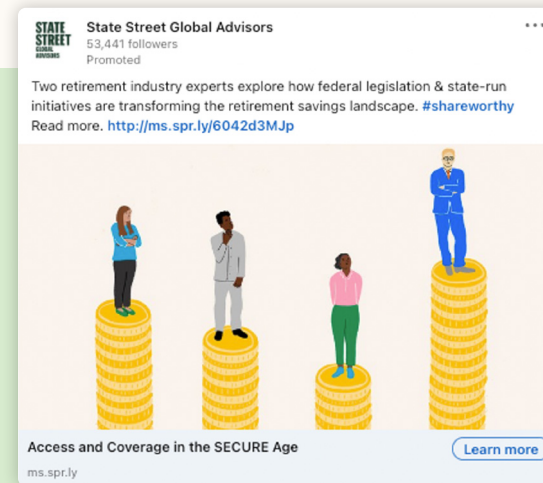 STATE
STREET
GLOBAL
ADVISORS
State Street Global Advisors
53,441 followers
Promoted
Two retirement industry experts explore how federal legislation & state-run
initiatives are transforming the retirement savings landscape. #shareworthy
Read more. http://ms.spr.ly/6042d3MJp
Access and Coverage in the SECURE Age
Learn more
ms.spr.ly